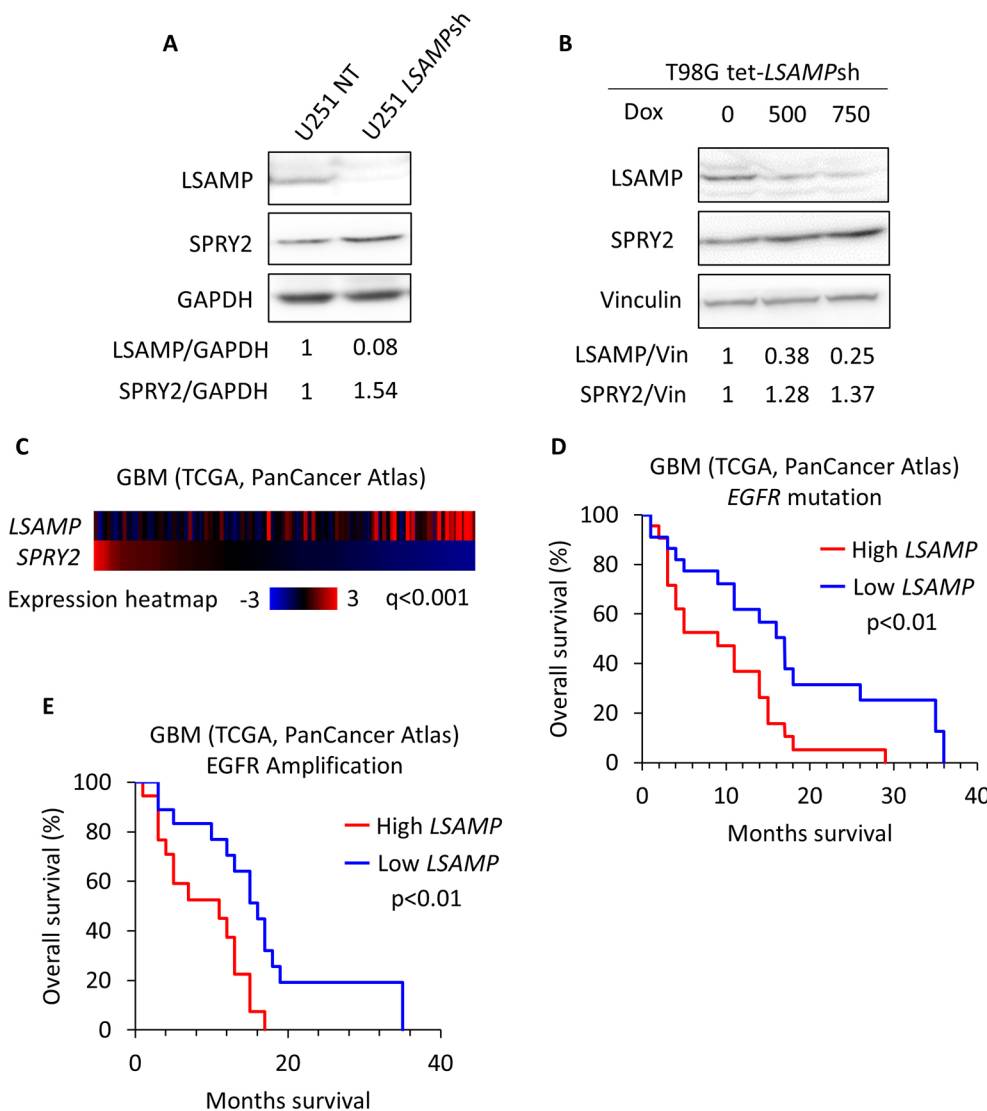 A
U251 NT
U251 LSAMPsh
LSAMP
SPRY2
GAPDH
LSAMP/GAPDH 1 0.08
SPRY2/GAPDH 1 1.54
B
T98G tet-LSAMPsh
Dox 0 500 750
LSAMP
SPRY2
Vinculin
LSAMP/Vin 1 0.38 0.25
SPRY2/Vin 1 1.28 1.37
C
GBM (TCGA, PanCancer Atlas)
LSAMP
SPRY2
Expression heatmap -3 3 q<0.001
D
GBM (TCGA, PanCancer Atlas)
EGFR mutation
High LSAMP
Low LSAMP
p<0.01
Overall survival (%)
100
80
60
40
20
0
0 10 20 30 40
Months survival
E
GBM (TCGA, PanCancer Atlas)
EGFR Amplification
High LSAMP
Low LSAMP
p<0.01
Overall survival (%)
100
80
60
40
20
0
0 20 40
Months survival